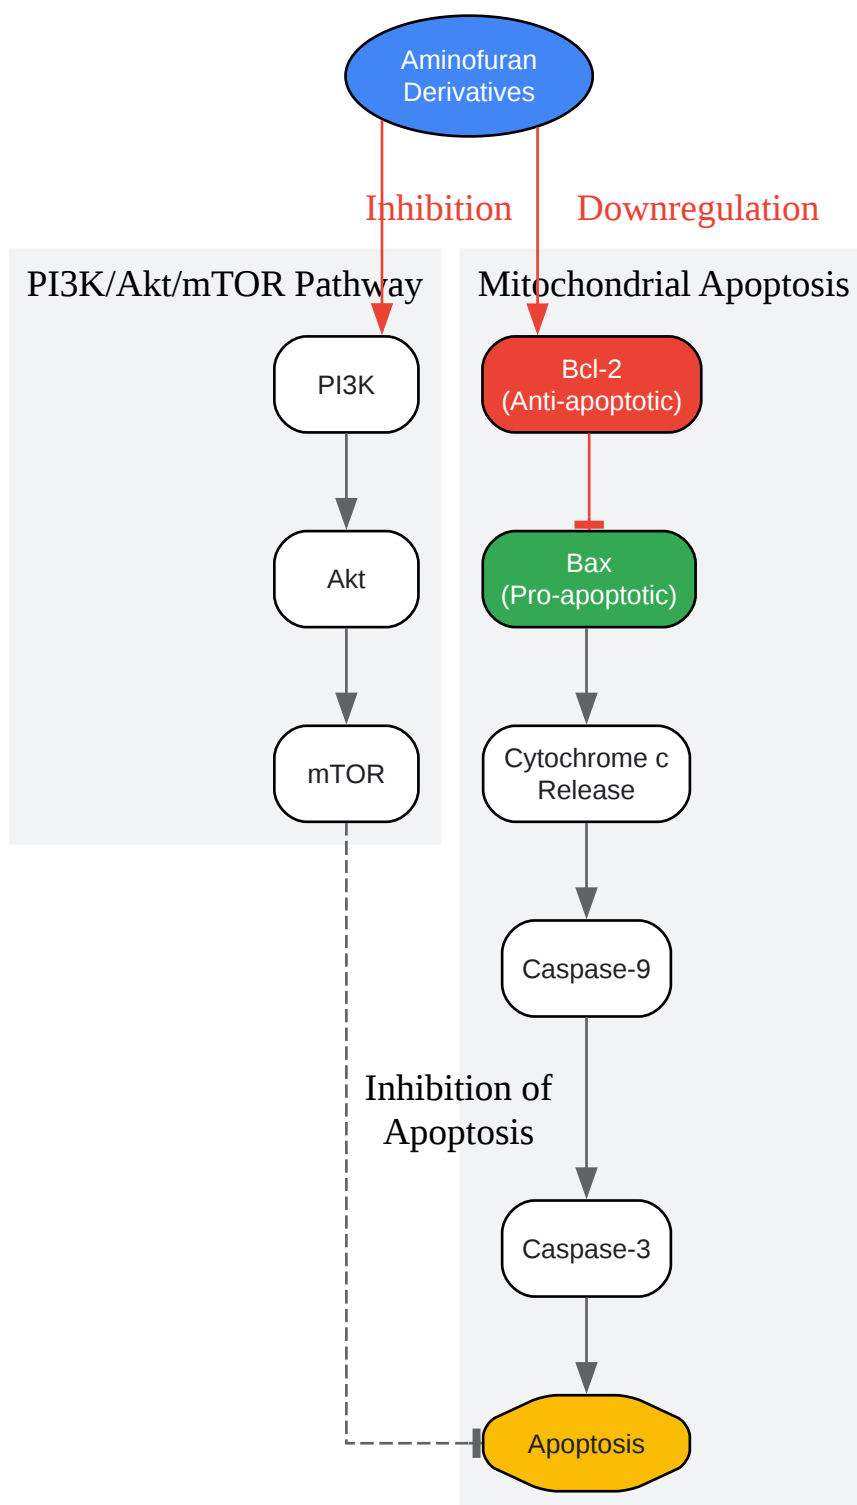 Aminofuran
Derivatives
Inhibition
Downregulation
PI3K/Akt/mTOR Pathway
Mitochondrial Apoptosis
PI3K
Bcl-2
(Anti-apoptotic)
Akt
Bax
(Pro-apoptotic)
mTOR
Cytochrome c
Release
Caspase-9
Inhibition of
Apoptosis
Caspase-3
Apoptosis